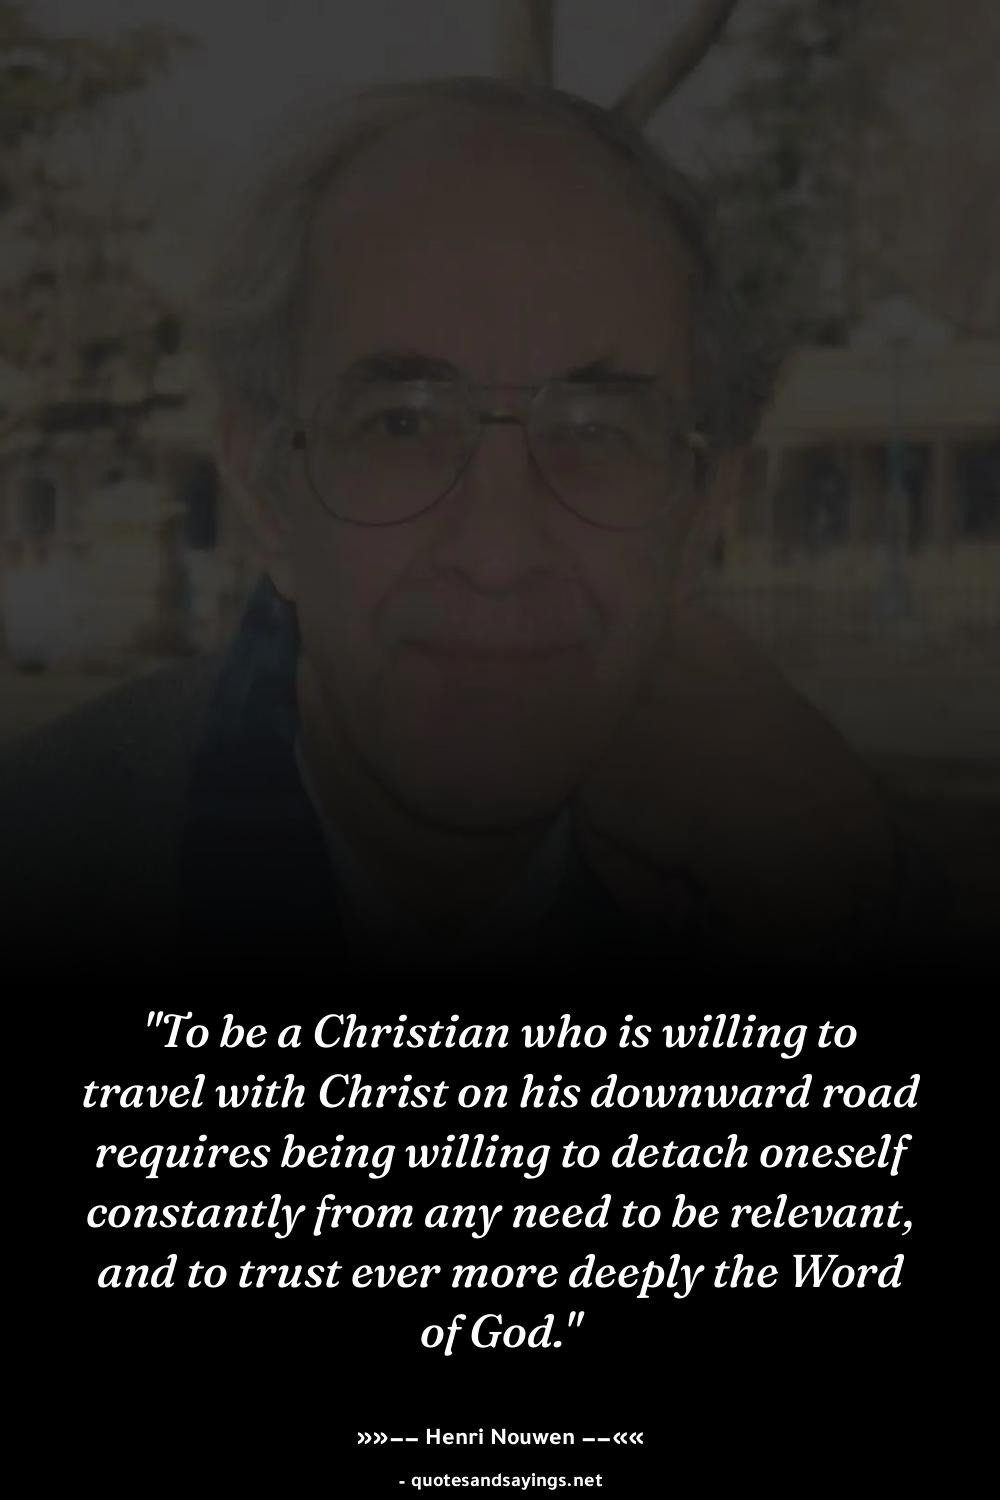 "To be a Christian who is willing to
travel with Christ on his downward road
requires being willing to detach oneself
constantly from any need to be relevant,
and to trust ever more deeply the Word
of God."
»»–– Henri Nouwen ––««
- quotesandsayings.net